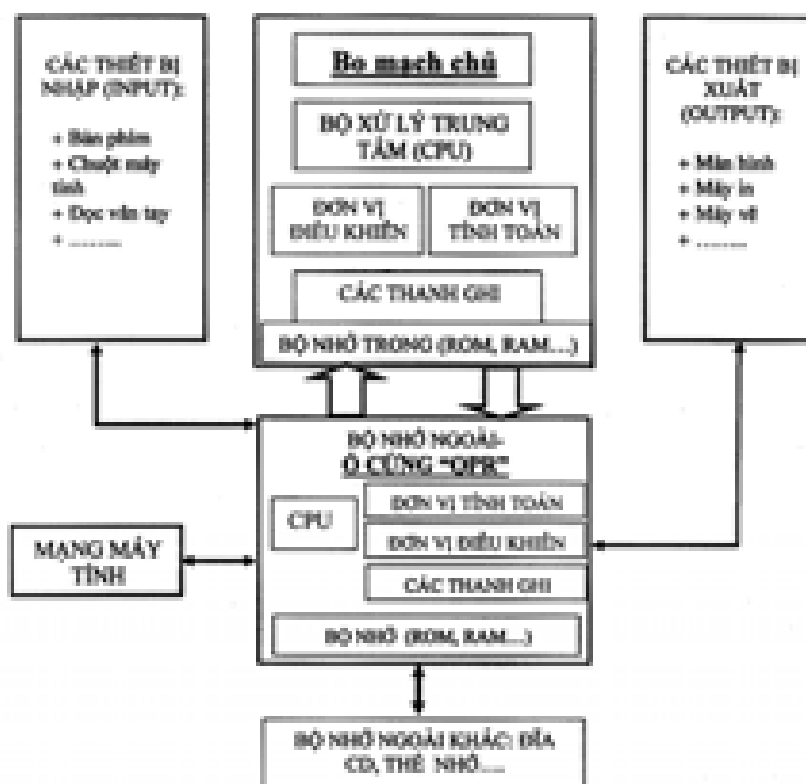 CÁC THIẾT BỊ
NHẬP (INPUT):
+ Bàn phím
+ Chuột máy
tính
+ Đọc vân tay
+ .......
Bo mạch chủ
BỘ XỬ LÝ TRUNG
TÂM (CPU)
ĐƠN VỊ
ĐIỀU KHIỂN
ĐƠN VỊ
TÍNH TOÁN
CÁC THANH GHI
BỘ NHỚ TRONG (ROM, RAM...)
CÁC THIẾT BỊ
XUẤT
(OUTPUT):
+ Màn hình
+ Máy in
+ Máy vẽ
+ .......
BỘ NHỚ NGOÀI-
Ổ CỨNG "OPR"
CPU
ĐƠN VỊ TÍNH TOÁN
ĐƠN VỊ ĐIỀU KHIỂN
CÁC THANH GHI
BỘ NHỚ (ROM, RAM...)
MẠNG MÁY
TÍNH
BỘ NHỚ NGOÀI KHÁC: ĐĨA
CD, THẺ NHỚ....